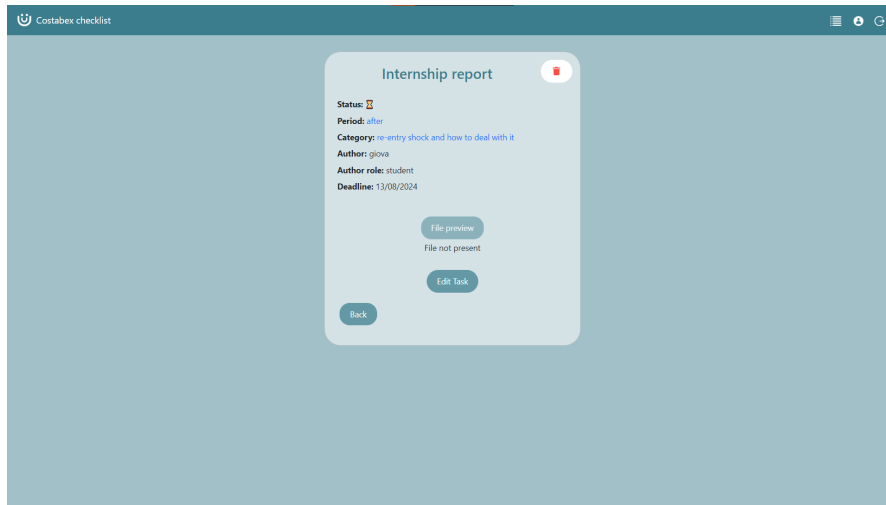 Costabex checklist
Internship report
Status: ⌛
Period: after
Category: re-entry shock and how to deal with it
Author: giova
Author role: student
Deadline: 13/08/2024
File preview
File not present
Edit Task
Back